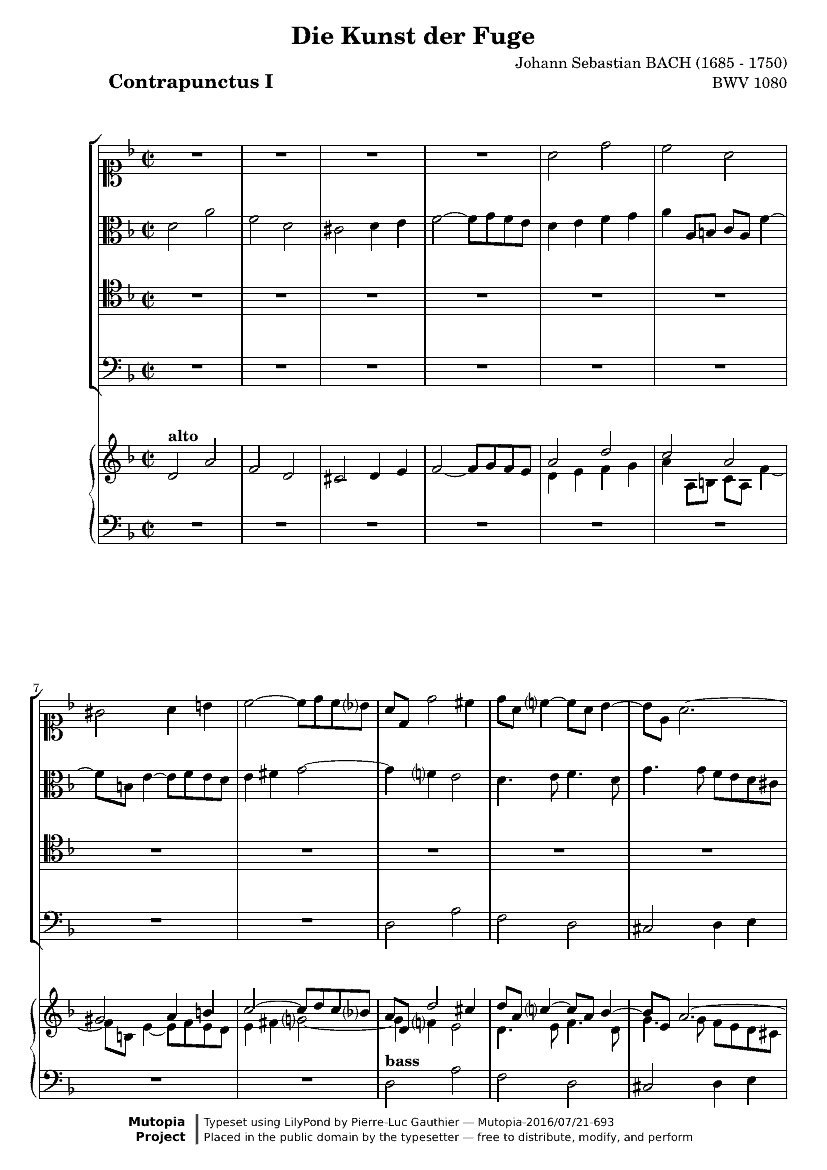 Die Kunst der Fuge
Johann Sebastian BACH (1685 - 1750)
Contrapunctus I
BWV 1080
alto
7
bass
Mutopia Project
Typeset using LilyPond by Pierre-Luc Gauthier — Mutopia-2016/07/21-693
Placed in the public domain by the typesetter — free to distribute, modify, and perform